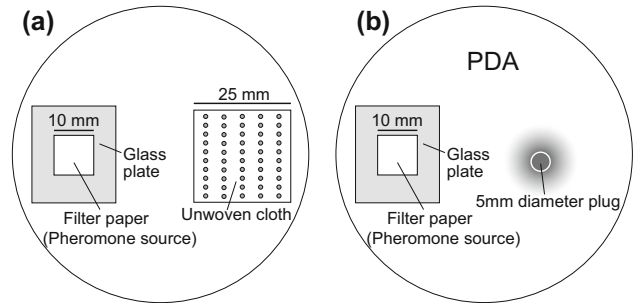 (a)
25 mm
10 mm
Glass
plate
Unwoven cloth
Filter paper
(Pheromone source)
(b)
PDA
10 mm
Glass
plate
5mm diameter plug
Filter paper
(Pheromone source)